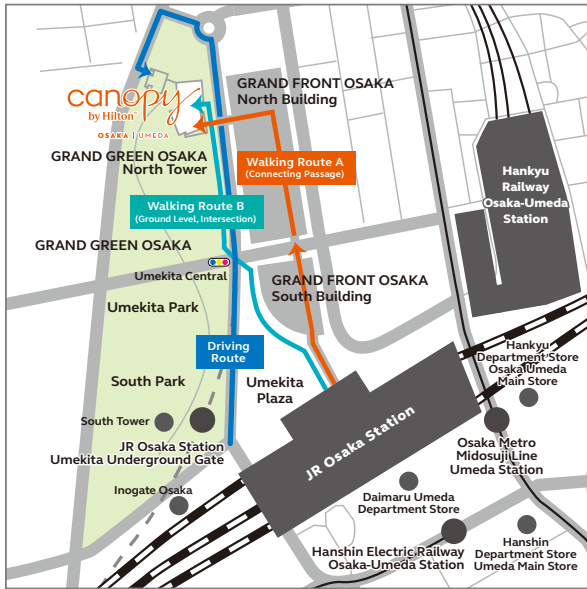 canopy
by Hilton™
OSAKA | UMEDA
GRAND FRONT OSAKA
North Building
GRAND GREEN OSAKA
North Tower
Walking Route A
(Connecting Passage)
Hankyu
Railway
Osaka-Umeda
Station
Walking Route B
(Ground Level, Intersection)
GRAND GREEN OSAKA
Umekita Central
GRAND FRONT OSAKA
South Building
Umekita Park
Driving
Route
Hankyu
Department Store
Osaka Umeda
Main Store
South Park
Umekita
Plaza
South Tower
JR Osaka Station
Umekita Underground Gate
JR Osaka Station
Osaka Metro
Midosuji Line
Umeda Station
Inogate Osaka
Daimaru Umeda
Department Store
Hanshin Electric Railway
Osaka-Umeda Station
Hanshin
Department Store
Umeda Main Store